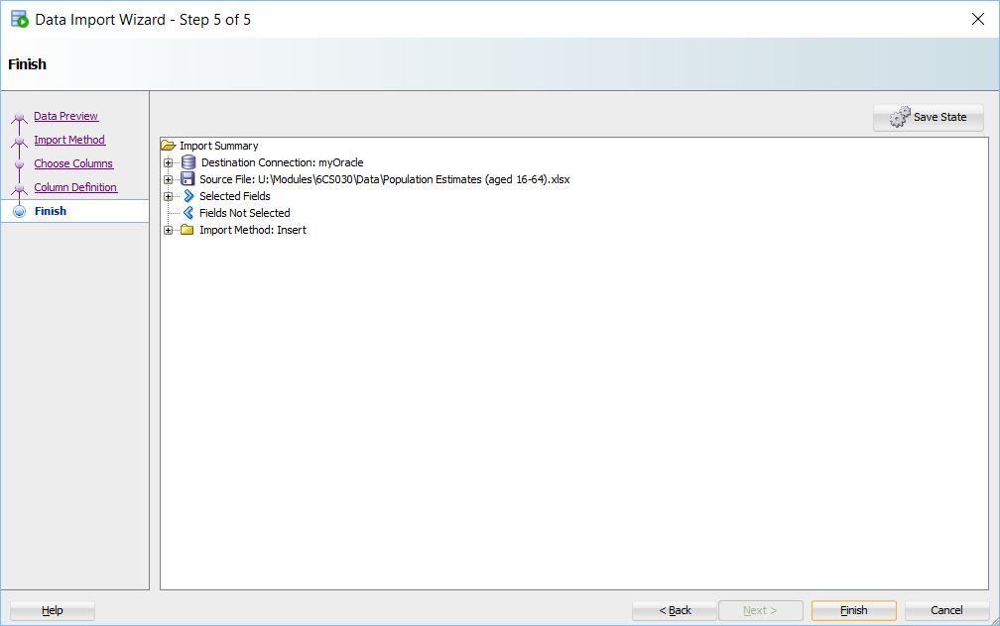 Data Import Wizard - Step 5 of 5
Finish
Data Preview
Import Method
Choose Columns
Column Definition
Finish
Save State
Import Summary
Destination Connection: myOracle
Source File: U:\Modules\6CS030\Data\Population Estimates (aged 16-64).xlsx
Selected Fields
Fields Not Selected
Import Method: Insert
Help
< Back
Next >
Finish
Cancel